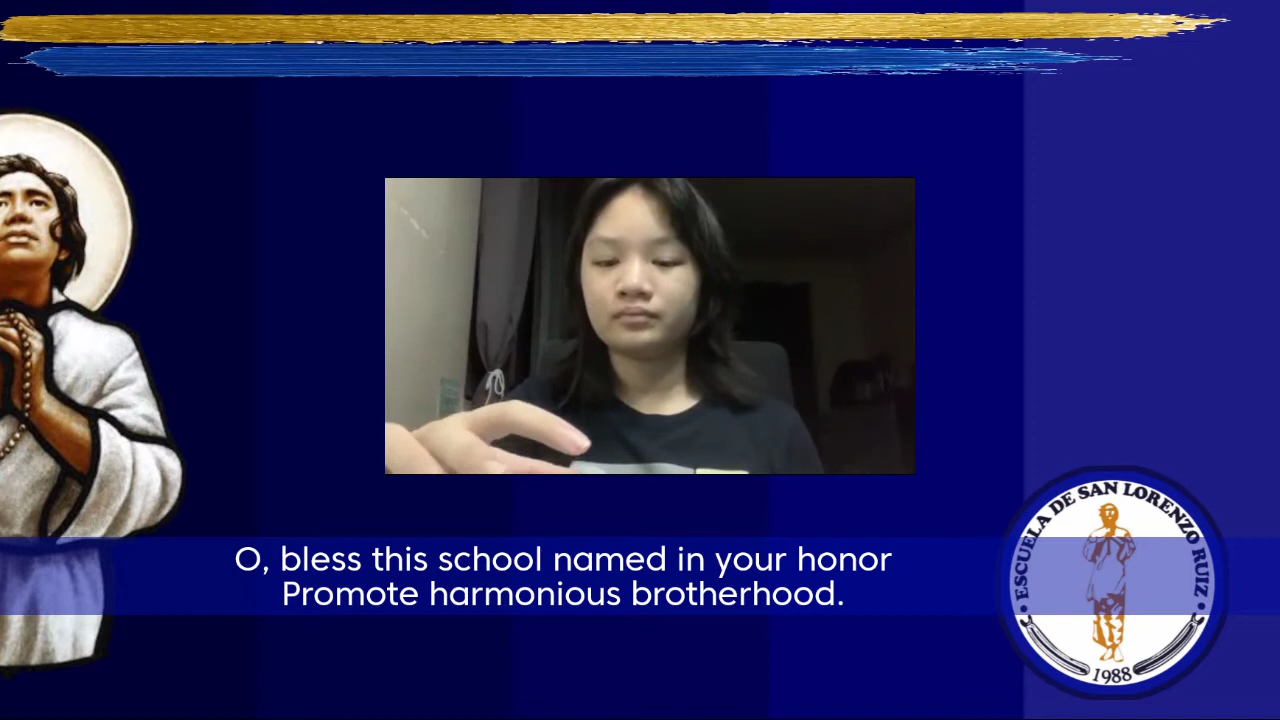 O, bless this school named in your honor
Promote harmonious brotherhood.
• ESCUELA DE SAN LORENZO RUIZ •
1988